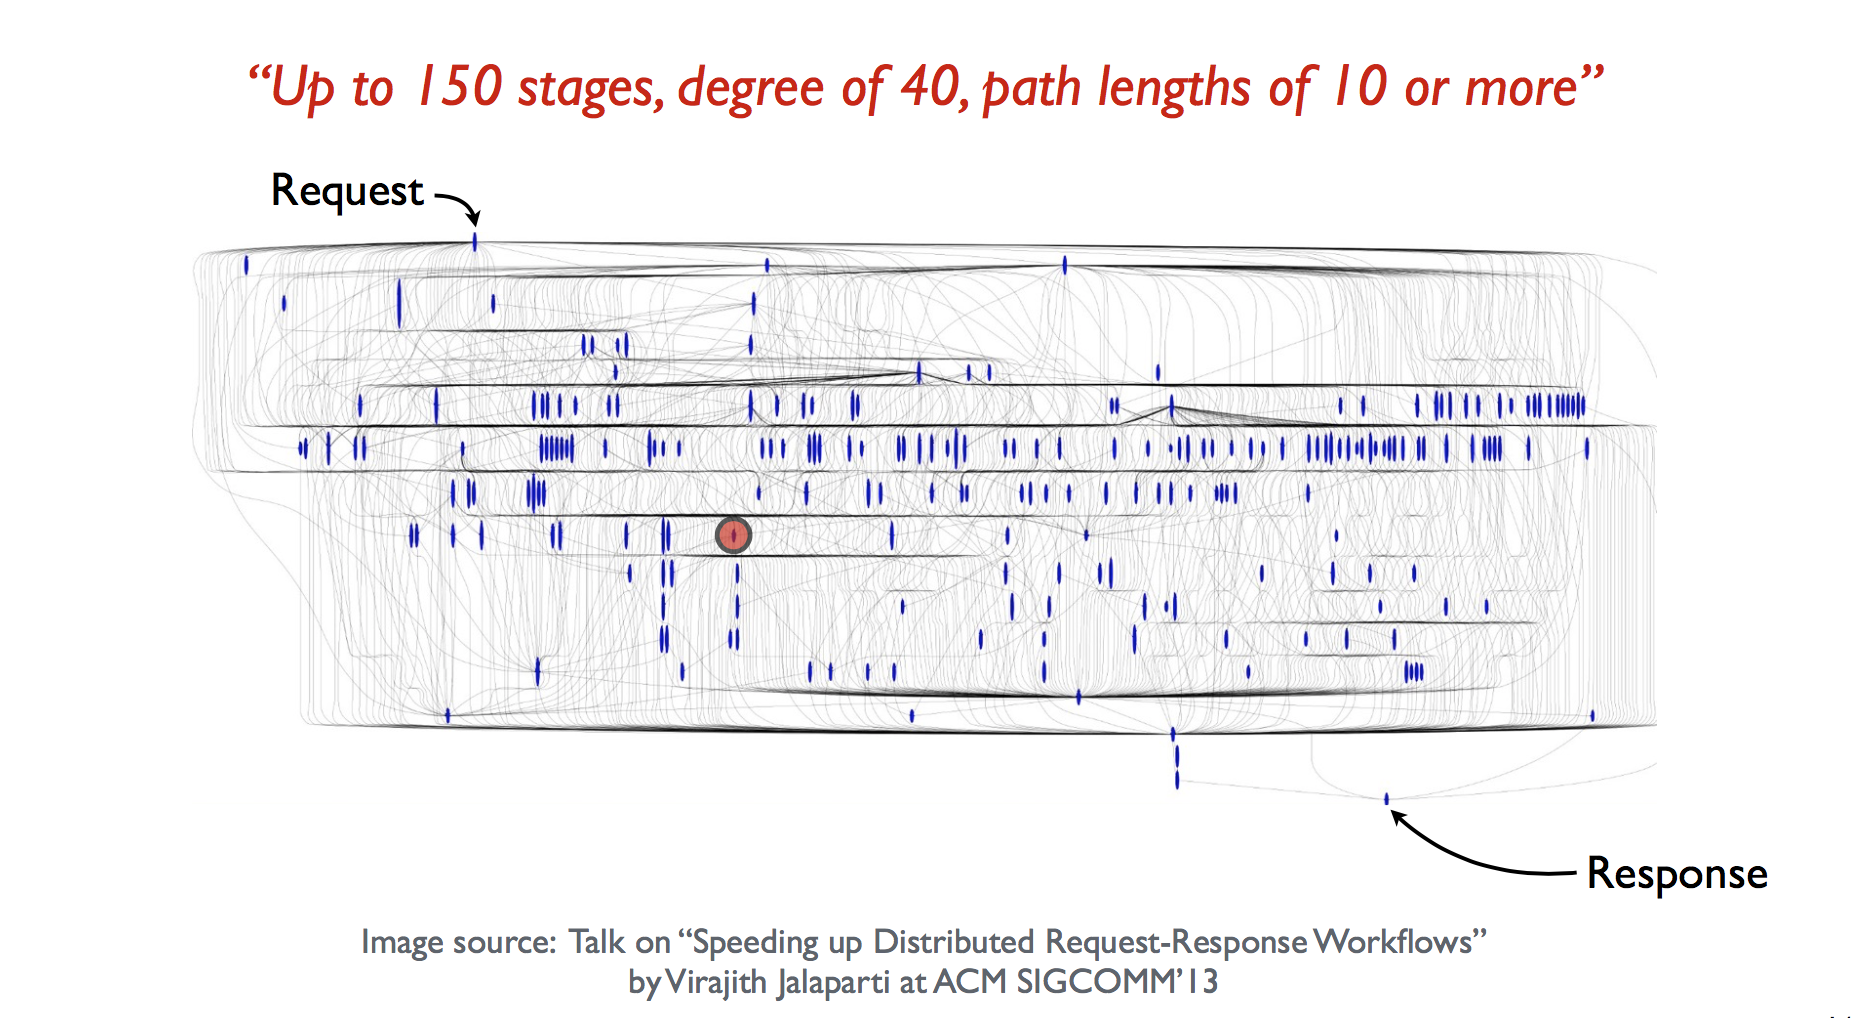 “Up to 150 stages, degree of 40, path lengths of 10 or more”
Request
Response
Image source: Talk on “Speeding up Distributed Request-Response Workflows”
by Virajith Jalaparti at ACM SIGCOMM’13